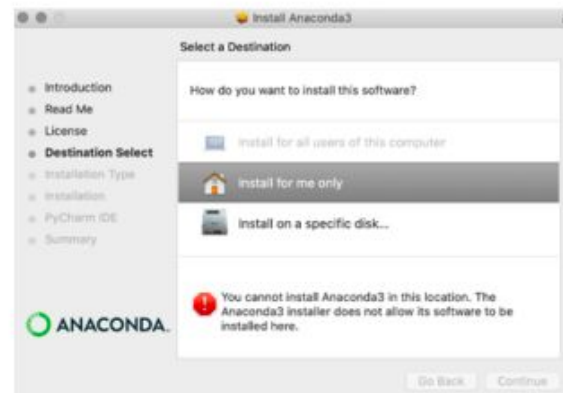 Install Anaconda3
Select a Destination
Introduction
Read Me
License
Destination Select
Installation Type
Installation
PyCharm IDE
Summary
How do you want to install this software?
Install for all users of this computer
Install for me only
Install on a specific disk...
You cannot install Anaconda3 in this location. The
Anaconda3 installer does not allow its software to be
installed here.
ANACONDA.
Go Back
Continue